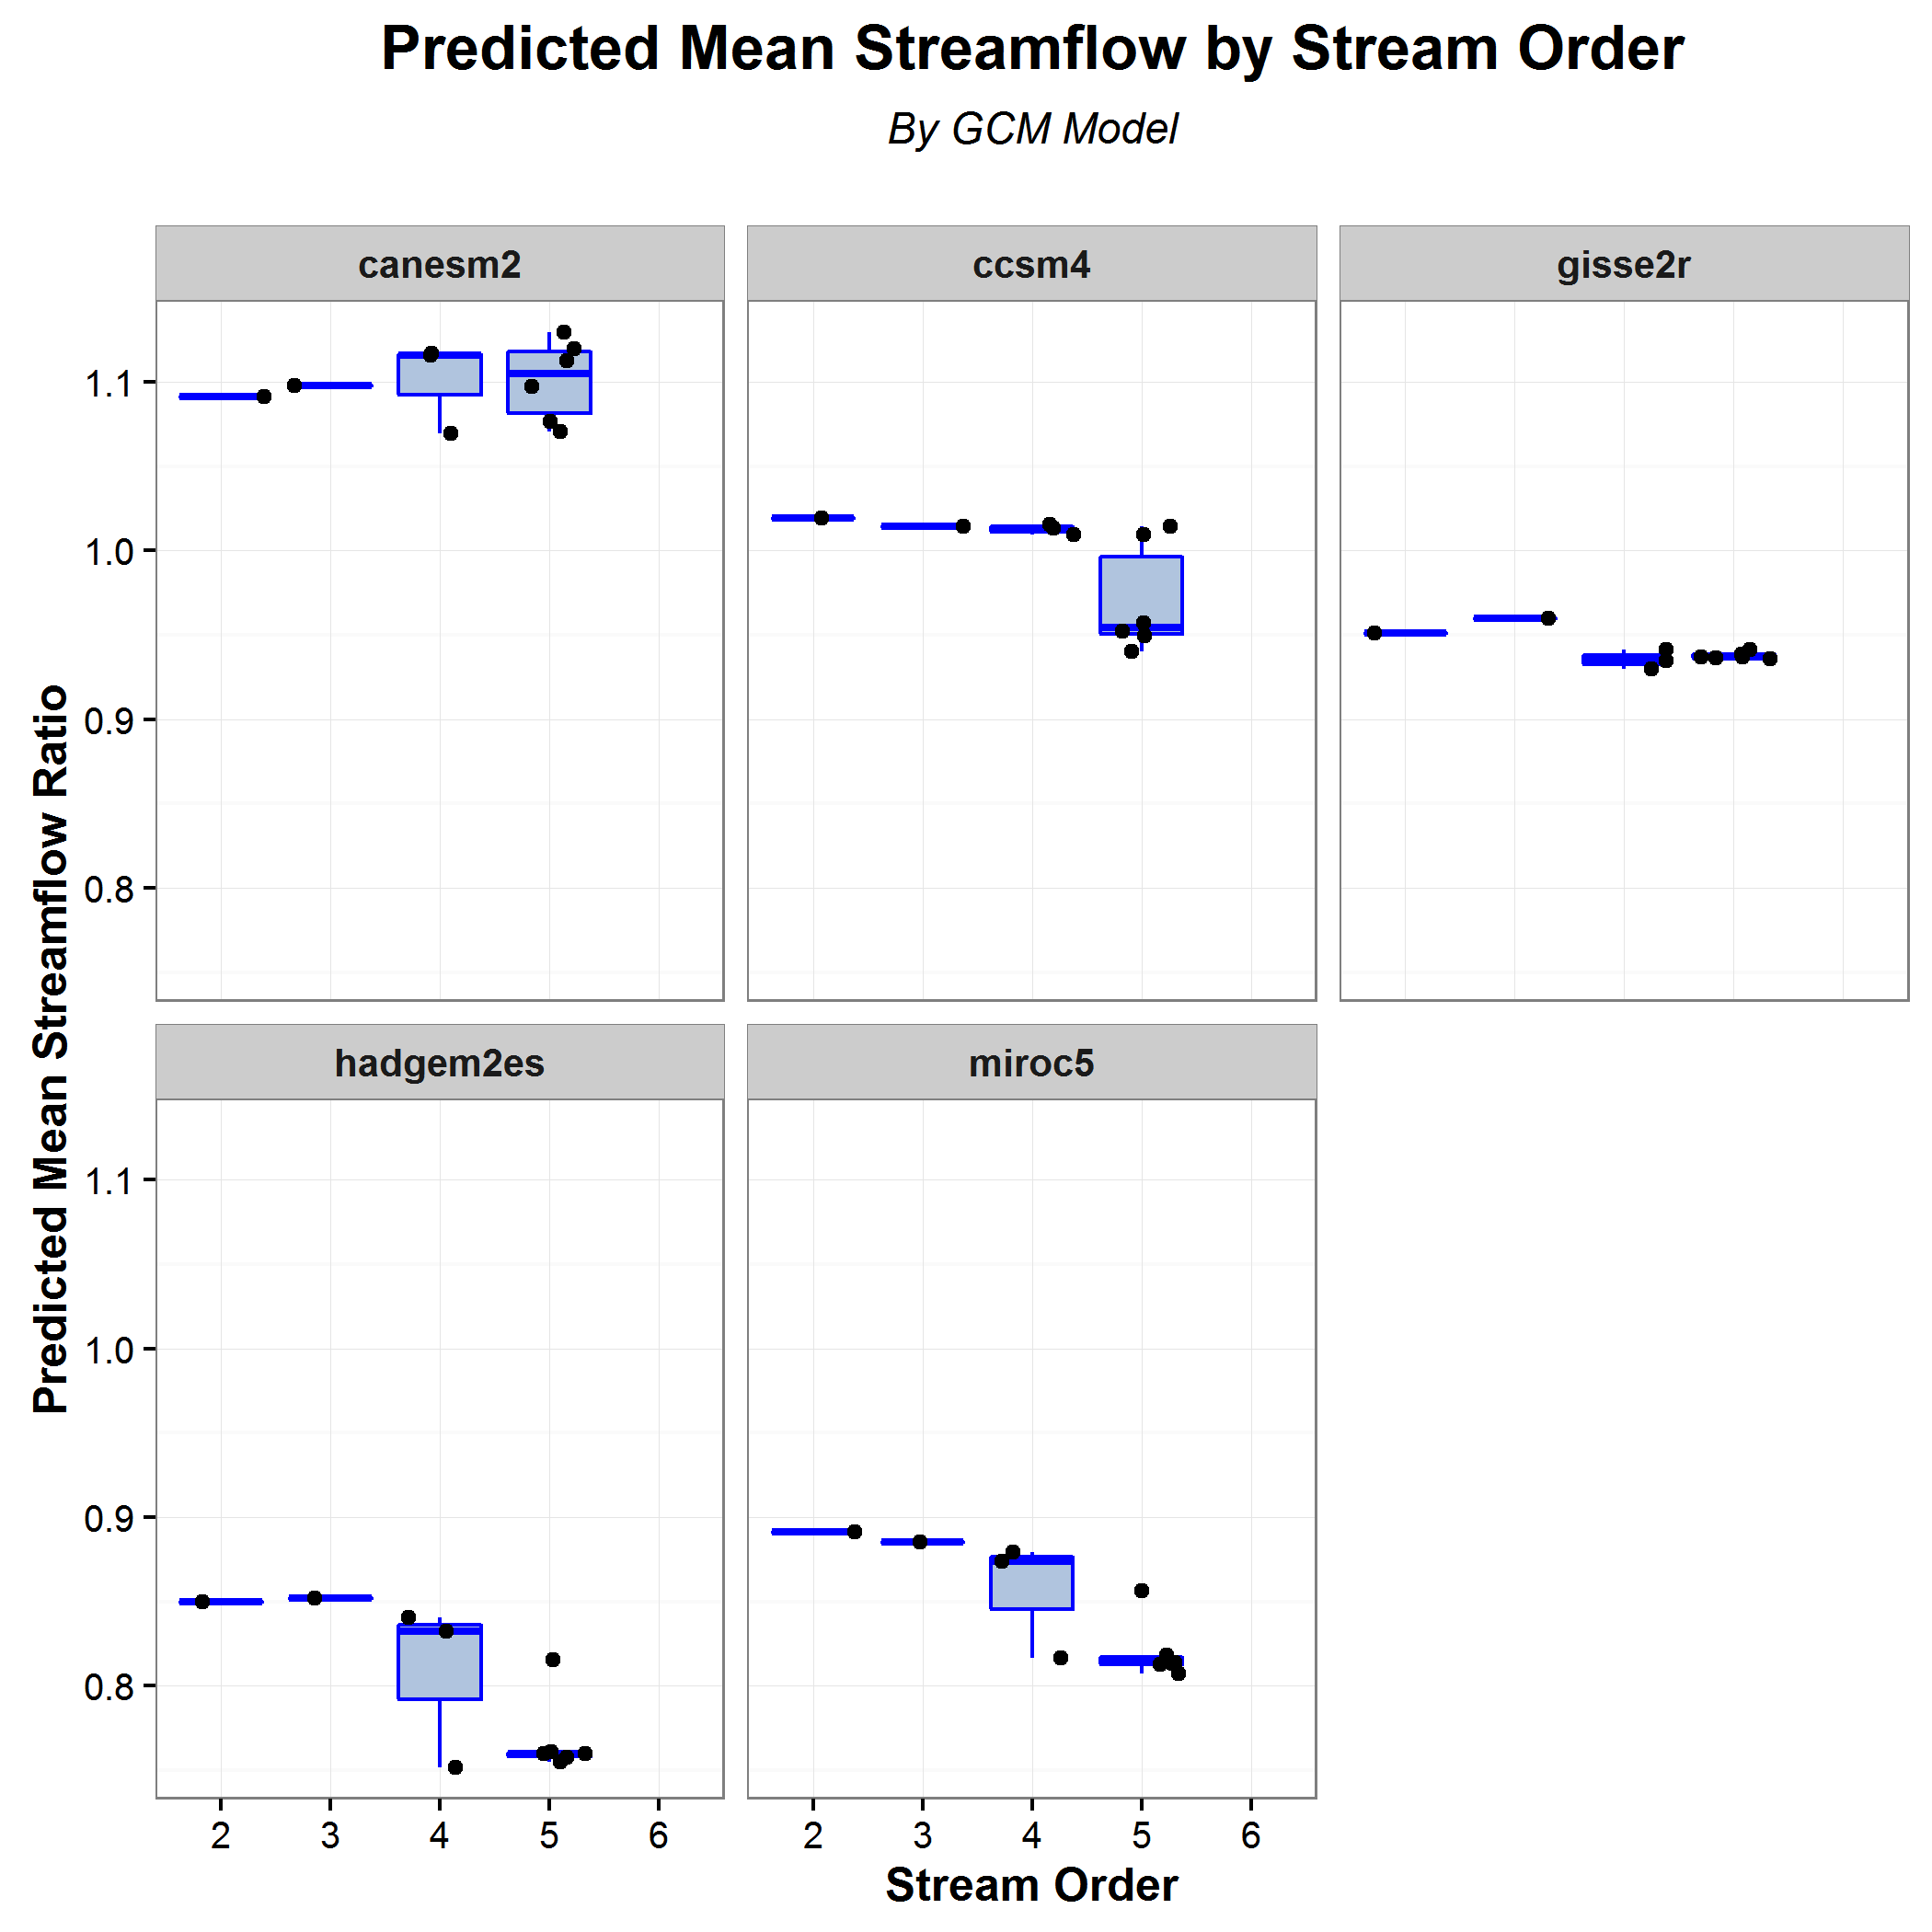 Predicted Mean Streamflow by Stream Order
By GCM Model
canesm2
ccsm4
gisse2r
1.1
1.0
0.9
0.8
Predicted Mean Streamflow Ratio
hadgem2es
miroc5
1.1
1.0
0.9
0.8
2 3 4 5 6
2 3 4 5 6
Stream Order